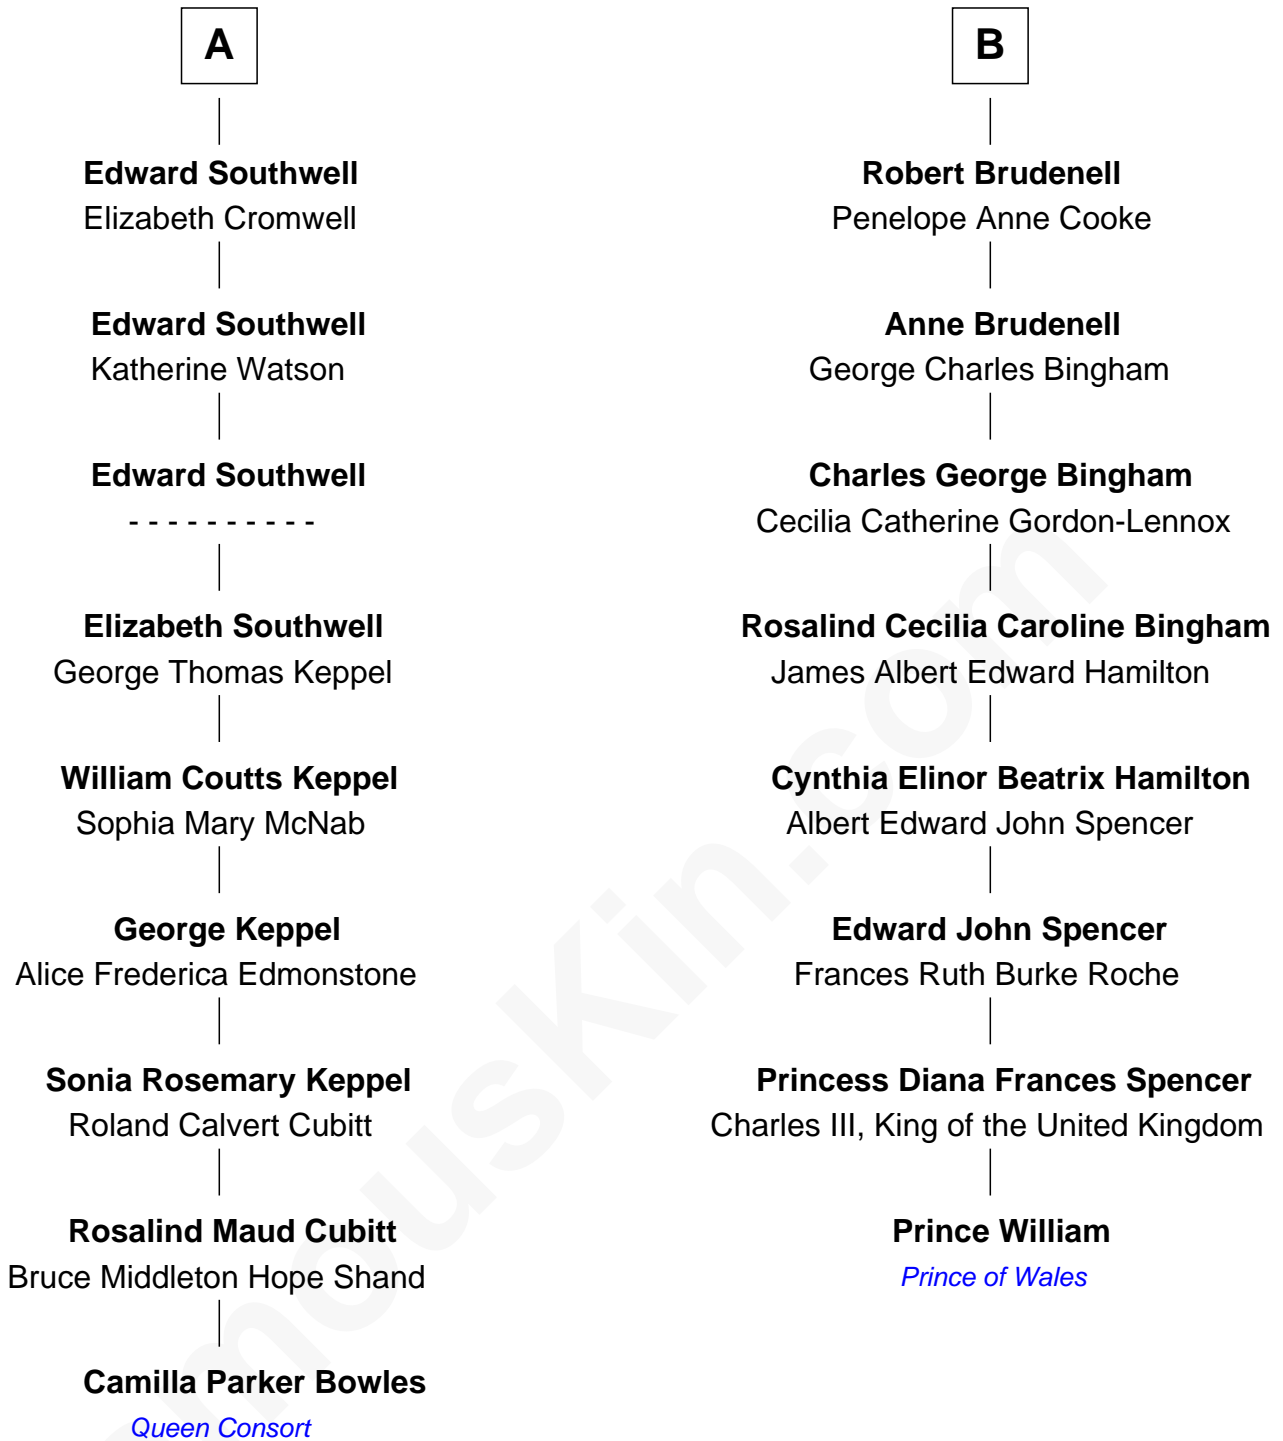 A
Edward Southwell
Elizabeth Cromwell
Edward Southwell
Katherine Watson
Edward Southwell
- - - - - - - - - -
Elizabeth Southwell
George Thomas Keppel
William Coutts Keppel
Sophia Mary McNab
George Keppel
Alice Frederica Edmonstone
Sonia Rosemary Keppel
Roland Calvert Cubitt
Rosalind Maud Cubitt
Bruce Middleton Hope Shand
Camilla Parker Bowles
Queen Consort
B
Robert Brudenell
Penelope Anne Cooke
Anne Brudenell
George Charles Bingham
Charles George Bingham
Cecilia Catherine Gordon-Lennox
Rosalind Cecilia Caroline Bingham
James Albert Edward Hamilton
Cynthia Elinor Beatrix Hamilton
Albert Edward John Spencer
Edward John Spencer
Frances Ruth Burke Roche
Princess Diana Frances Spencer
Charles III, King of the United Kingdom
Prince William
Prince of Wales
mousKin.com